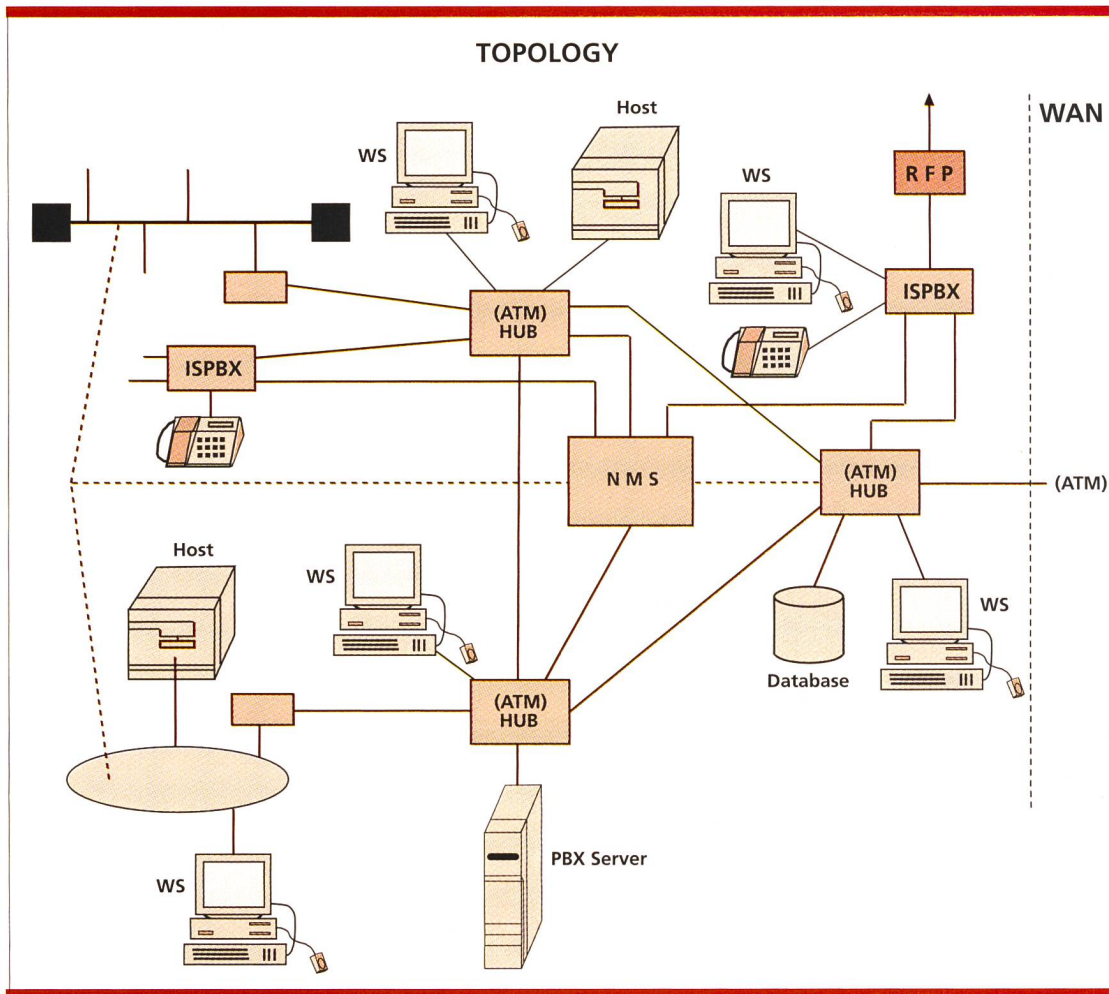 TOPOLOGY
WAN
Host
WS
R F P
WS
ISPBX
(ATM)
HUB
ISPBX
N M S
(ATM)
HUB
(ATM)
Host
WS
WS
Database
(ATM)
HUB
PBX Server
WS